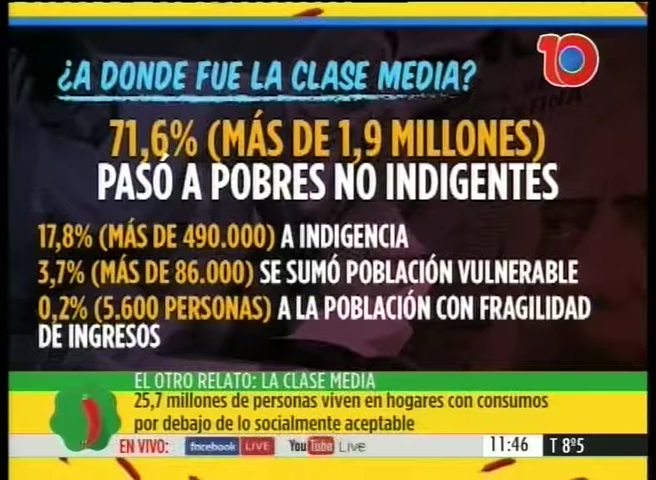 ¿A DONDE FUE LA CLASE MEDIA?
10
71,6% (MÁS DE 1,9 MILLONES)
PASÓ A POBRES NO INDIGENTES
17,8% (MÁS DE 490.000) A INDIGENCIA
3,7% (MÁS DE 86.000) SE SUMÓ POBLACIÓN VULNERABLE
0,2% (5.600 PERSONAS) A LA POBLACIÓN CON FRAGILIDAD
DE INGRESOS
EL OTRO RELATO: LA CLASE MEDIA
25,7 millones de personas viven en hogares con consumos
por debajo de lo socialmente aceptable
EN VIVO: facebook LIVE YouTube Live 11:46 T 8º5